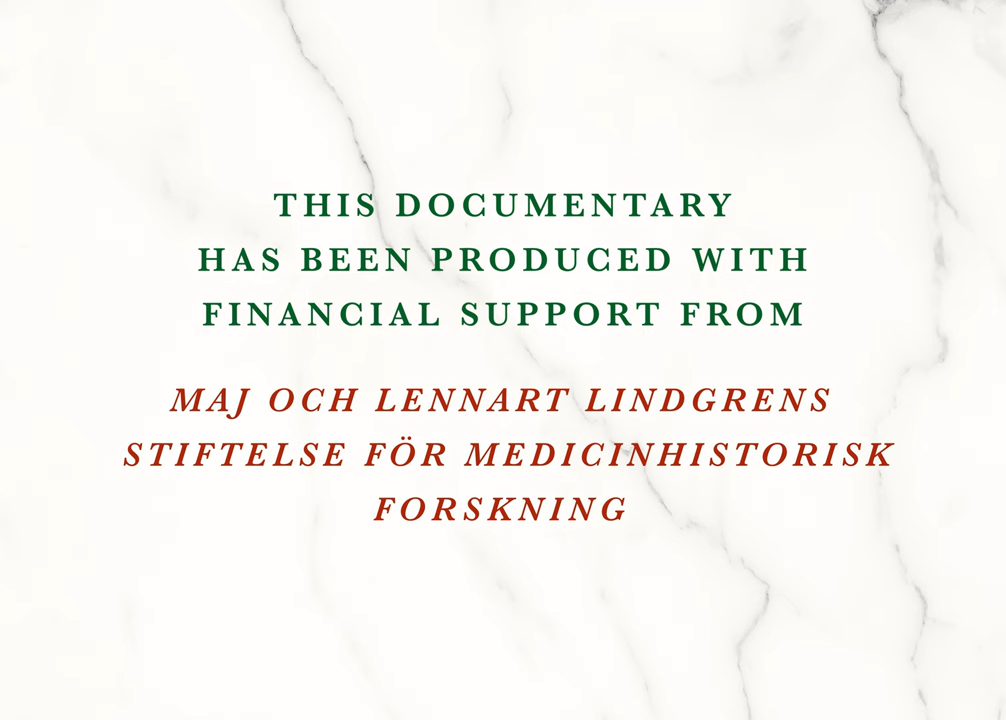 THIS DOCUMENTARY
HAS BEEN PRODUCED WITH
FINANCIAL SUPPORT FROM
MAJ OCH LENNART LINDGRENS
STIFTELSE FÖR MEDICINHISTORISK
FORSKNING